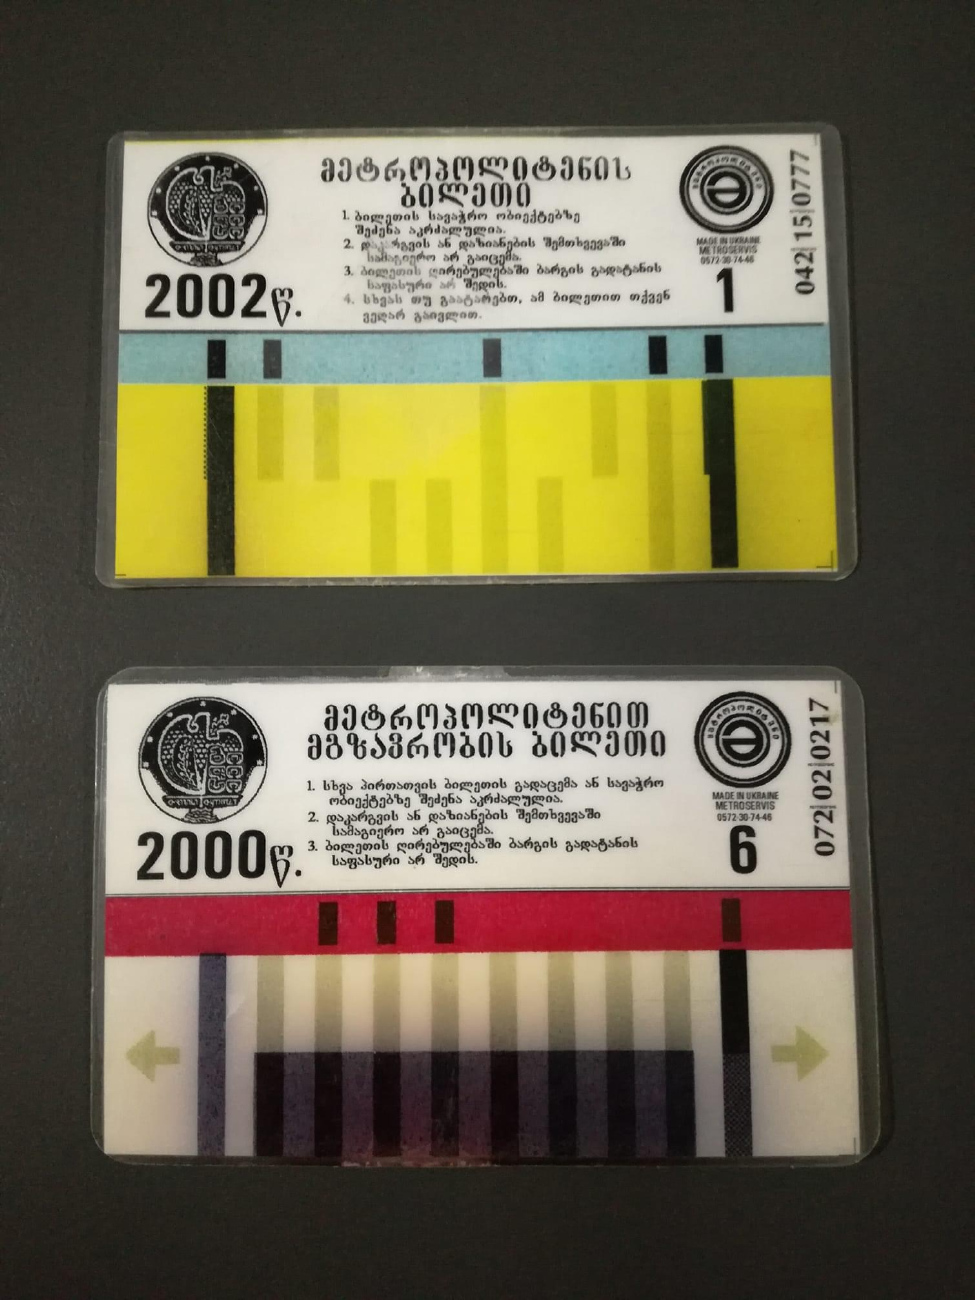 მეტროპოლიტენის
ბილეთი
1. ბილეთის სავაჭრო ობიექტებზე
შეძენა აკრძალულია.
2. დაკარგვის ან დაზიანების შემთხვევაში
სამაგიერო არ გაიცემა.
3. ბილეთის ღირებულებაში ბარგის გადატანის
საფასური არ შედის.
4. სხვას თუ გაატარებთ, ამ ბილეთით თქვენ
ველარ გაივლით.
2002წ.
მეტროპოლიტენი
MADE IN UKRAINE
METROSERVIS
0572-30-74-46
1
042|15|0777
მეტროპოლიტენით
მგზავრობის ბილეთი
1. სხვა პირთათვის ბილეთის გადაცემა ან სავაჭრო
ობიექტებზე შეძენა აკრძალულია.
2. დაკარგვის ან დაზიანების შემთხვევაში
სამაგიერო არ გაიცემა.
3. ბილეთის ღირებულებაში ბარგის გადატანის
საფასური არ შედის.
2000წ.
მეტროპოლიტენი
MADE IN UKRAINE
METROSERVIS
0572-30-74-46
6
072|02|0217